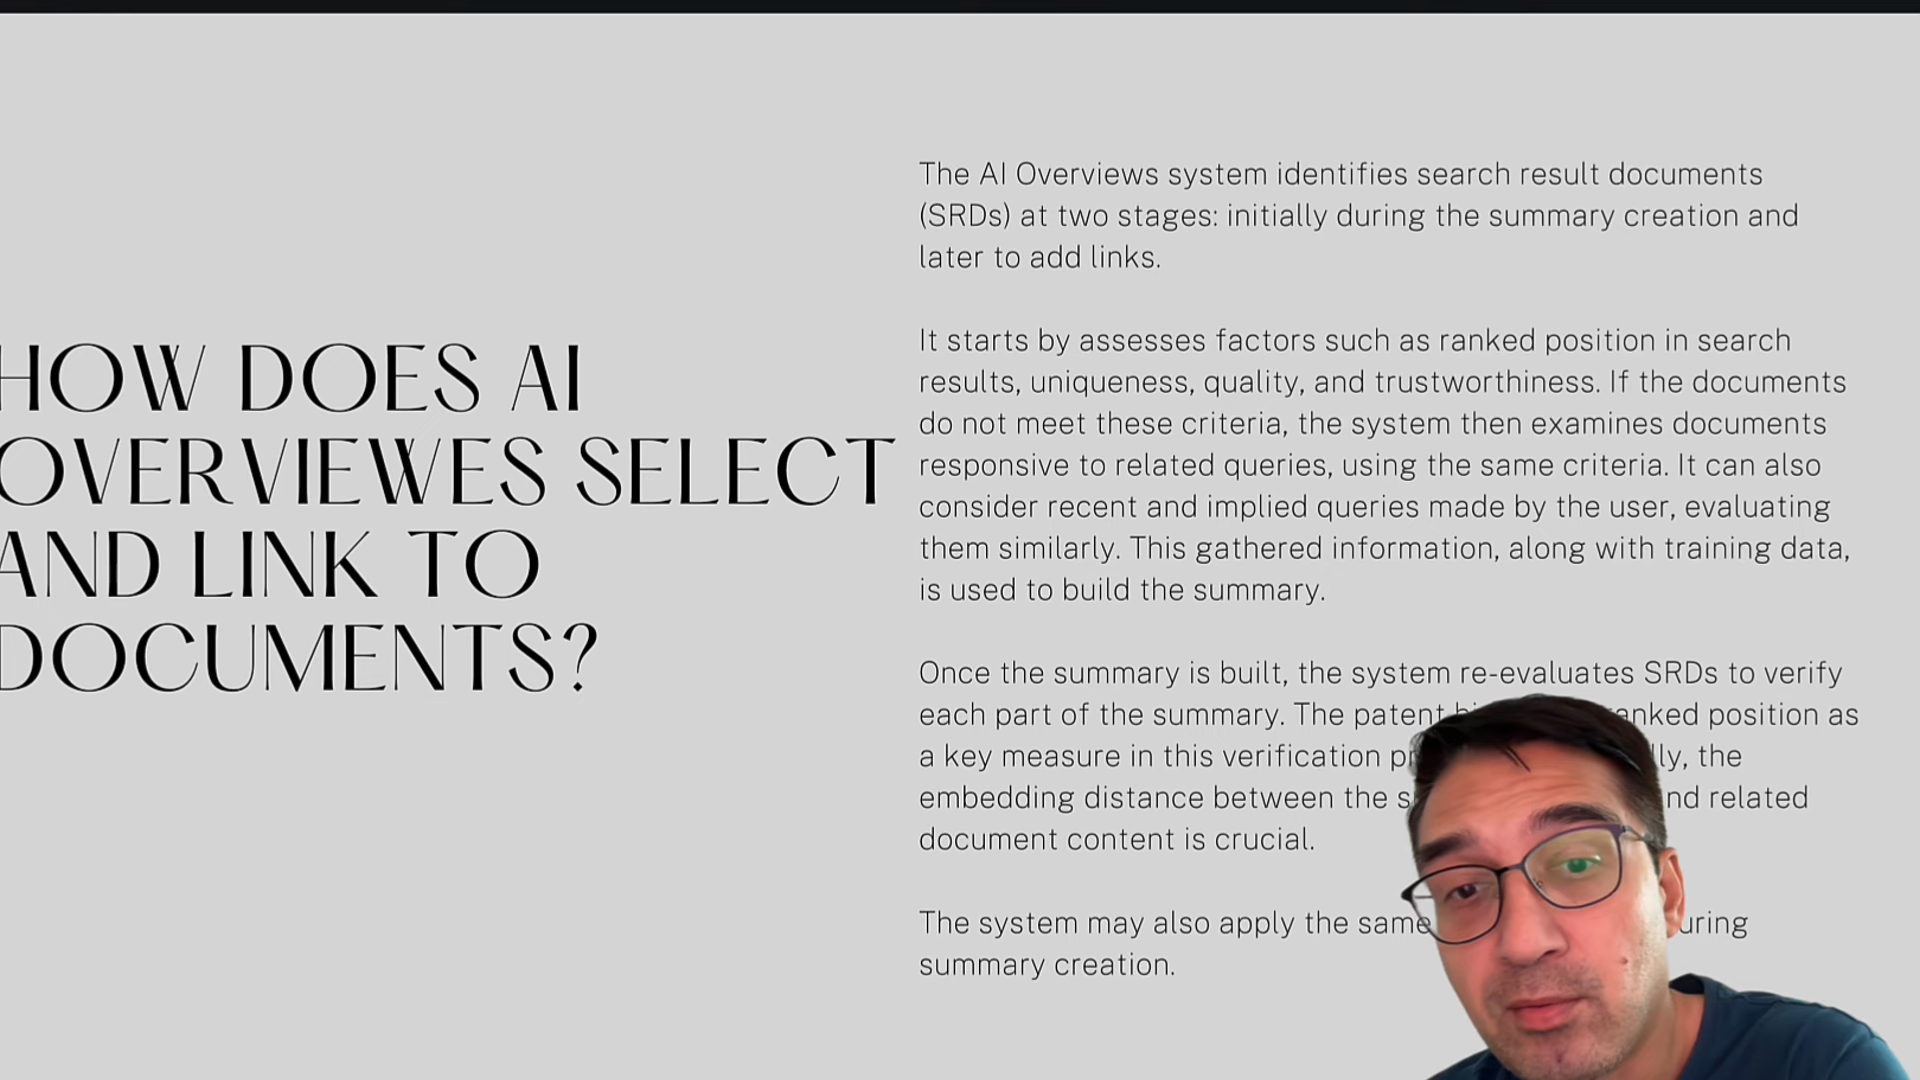 HOW DOES AI
OVERVIEWES SELECT
AND LINK TO
DOCUMENTS?
The AI Overviews system identifies search result documents
(SRDs) at two stages: initially during the summary creation and
later to add links.
It starts by assesses factors such as ranked position in search
results, uniqueness, quality, and trustworthiness. If the documents
do not meet these criteria, the system then examines documents
responsive to related queries, using the same criteria. It can also
consider recent and implied queries made by the user, evaluating
them similarly. This gathered information, along with training data,
is used to build the summary.
Once the summary is built, the system re-evaluates SRDs to verify
each part of the summary. The patent position as
a key measure in this verification the
embedding distance between the related
document content is crucial.
The system may also apply the same
summary creation.